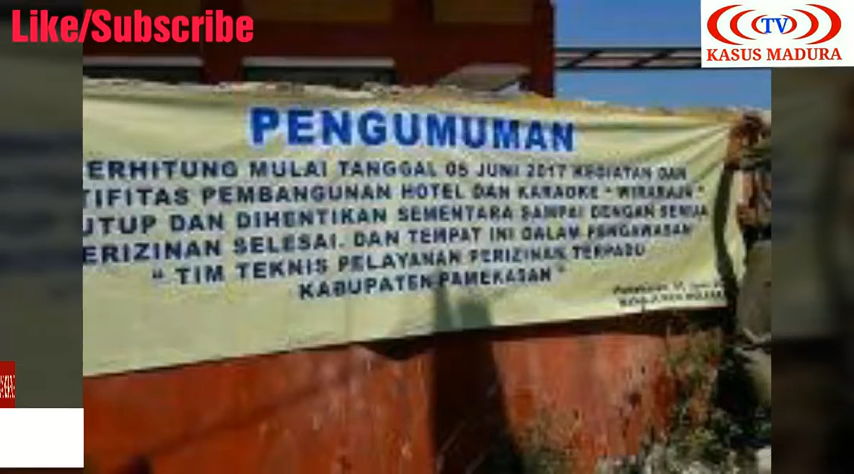 Like/Subscribe
TV
KASUS MADURA
PENGUMUMAN
ERHITUNG MULAI TANGGAL 05 JUNI 2017 KEGIATAN DAN
TIFITAS PEMBANGUNAN HOTEL DAN KARAOKE " WIRARAJA "
UTUP DAN DIHENTIKAN SEMENTARA SAMPAI DENGAN SEMUA
ERIZINAN SELESAI. DAN TEMPAT INI DALAM PENGAWASAN
" TIM TEKNIS PELAYANAN PERIZINAN TERPADU
KABUPATEN PAMEKASAN "